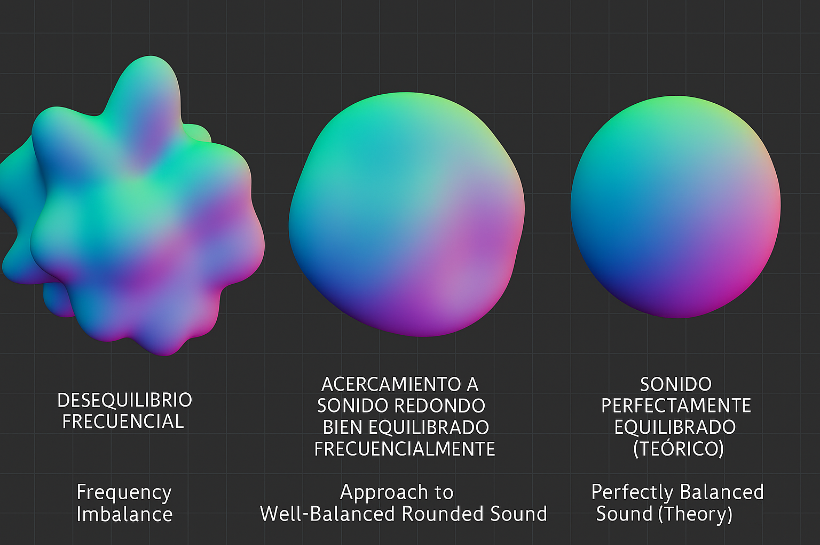 DESEQUILIBRIO
FRECUENCIAL
Frequency
Imbalance
ACERCAMIENTO A
SONIDO REDONDO
BIEN EQUILIBRADO
FRECUENCIALMENTE
Approach to
Well-Balanced Rounded Sound
SONIDO
PERFECTAMENTE
EQUILIBRADO
(TEÓRICO)
Perfectly Balanced
Sound (Theory)